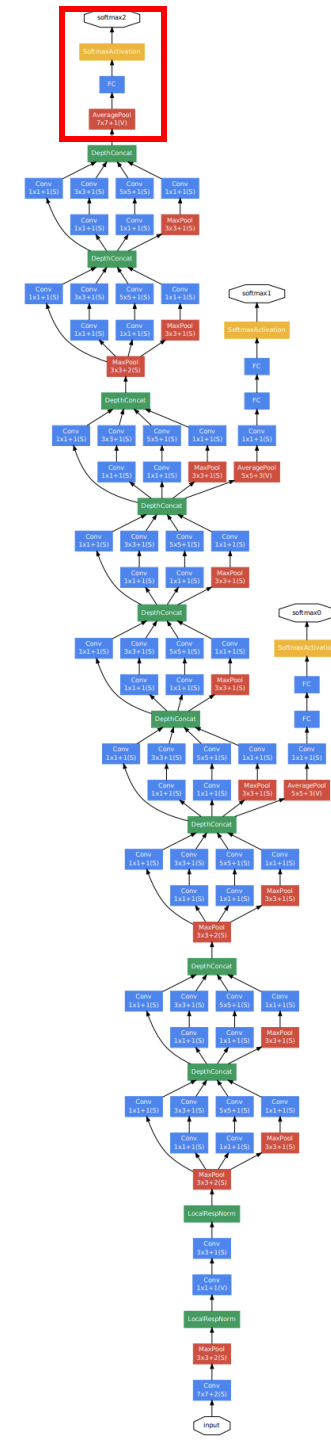 softmax2
SoftmaxActivation
FC
AveragePool
7x7+1(V)
DepthConcat
Conv Conv Conv Conv
1x1+1(S) 3x3+1(S) 5x5+1(S) 1x1+1(S)
Conv Conv MaxPool
1x1+1(S) 1x1+1(S) 3x3+1(S)
DepthConcat
Conv Conv Conv Conv
1x1+1(S) 3x3+1(S) 5x5+1(S) 1x1+1(S)
softmax1
Conv Conv MaxPool
1x1+1(S) 1x1+1(S) 3x3+1(S)
SoftmaxActivation
MaxPool
3x3+2(S)
FC
DepthConcat
FC
Conv Conv Conv Conv Conv
1x1+1(S) 3x3+1(S) 5x5+1(S) 1x1+1(S) 1x1+1(S)
Conv Conv MaxPool AveragePool
1x1+1(S) 1x1+1(S) 3x3+1(S) 5x5+3(V)
DepthConcat
Conv Conv Conv Conv
1x1+1(S) 3x3+1(S) 5x5+1(S) 1x1+1(S)
Conv Conv MaxPool
1x1+1(S) 1x1+1(S) 3x3+1(S)
DepthConcat
softmax0
Conv Conv Conv Conv
1x1+1(S) 3x3+1(S) 5x5+1(S) 1x1+1(S)
SoftmaxActivatio
Conv Conv MaxPool
1x1+1(S) 1x1+1(S) 3x3+1(S)
FC
DepthConcat
FC
Conv Conv Conv Conv Conv
1x1+1(S) 3x3+1(S) 5x5+1(S) 1x1+1(S) 1x1+1(S)
Conv Conv MaxPool AveragePool
1x1+1(S) 1x1+1(S) 3x3+1(S) 5x5+3(V)
DepthConcat
Conv Conv Conv Conv
1x1+1(S) 3x3+1(S) 5x5+1(S) 1x1+1(S)
Conv Conv MaxPool
1x1+1(S) 1x1+1(S) 3x3+1(S)
MaxPool
3x3+2(S)
DepthConcat
Conv Conv Conv Conv
1x1+1(S) 3x3+1(S) 5x5+1(S) 1x1+1(S)
Conv Conv MaxPool
1x1+1(S) 1x1+1(S) 3x3+1(S)
DepthConcat
Conv Conv Conv Conv
1x1+1(S) 3x3+1(S) 5x5+1(S) 1x1+1(S)
Conv Conv MaxPool
1x1+1(S) 1x1+1(S) 3x3+1(S)
MaxPool
3x3+2(S)
LocalRespNorm
Conv
3x3+1(S)
Conv
1x1+1(V)
LocalRespNorm
MaxPool
3x3+2(S)
Conv
7x7+2(S)
input